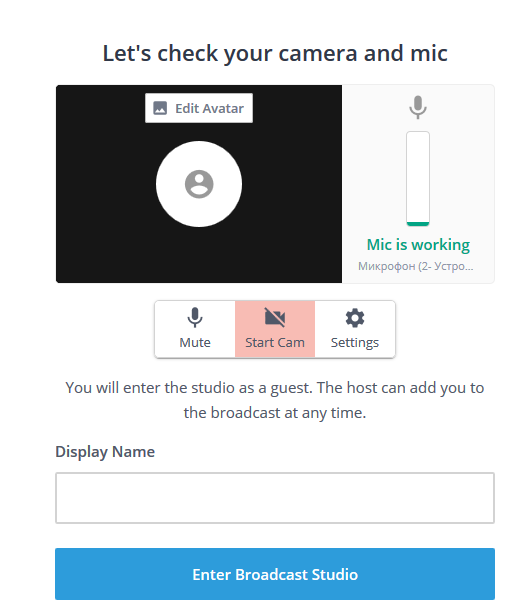 Let's check your camera and mic
Edit Avatar
Mic is working
Микрофон (2- Устро...
Mute
Start Cam
Settings
You will enter the studio as a guest. The host can add you to
the broadcast at any time.
Display Name
Enter Broadcast Studio